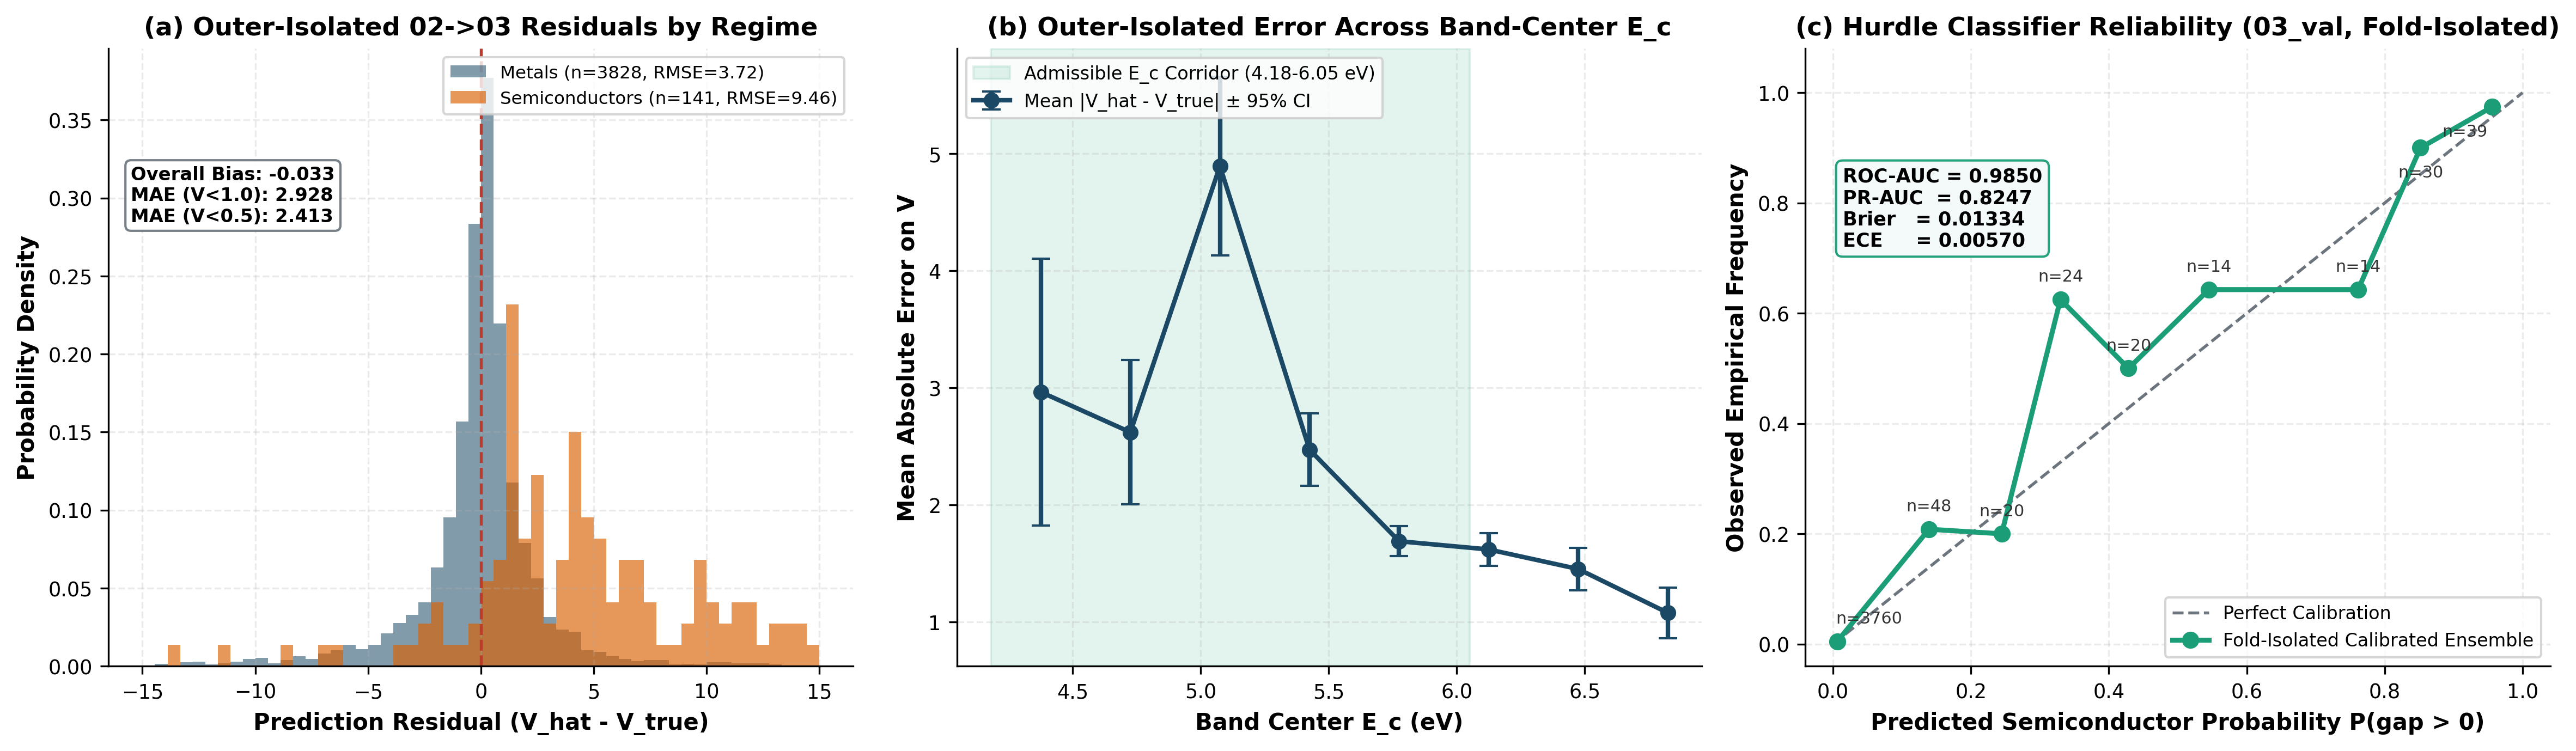 (a) Outer-Isolated 02->03 Residuals by Regime
Metals (n=3828, RMSE=3.72)
Semiconductors (n=141, RMSE=9.46)
Overall Bias: -0.033
MAE (V<1.0): 2.928
MAE (V<0.5): 2.413
Probability Density
0.35
0.30
0.25
0.20
0.15
0.10
0.05
0.00
−15
−10
−5
0
5
10
15
Prediction Residual (V_hat - V_true)
(b) Outer-Isolated Error Across Band-Center E_c
Admissible E_c Corridor (4.18-6.05 eV)
Mean |V_hat - V_true| ± 95% CI
Mean Absolute Error on V
5
4
3
2
1
4.5
5.0
5.5
6.0
6.5
Band Center E_c (eV)
(c) Hurdle Classifier Reliability (03_val, Fold-Isolated)
ROC-AUC = 0.9850
PR-AUC = 0.8247
Brier = 0.01334
ECE = 0.00570
Observed Empirical Frequency
1.0
0.8
0.6
0.4
0.2
0.0
n=3760
n=48
n=20
n=24
n=20
n=14
n=14
n=30
n=39
Perfect Calibration
Fold-Isolated Calibrated Ensemble
0.0
0.2
0.4
0.6
0.8
1.0
Predicted Semiconductor Probability P(gap > 0)